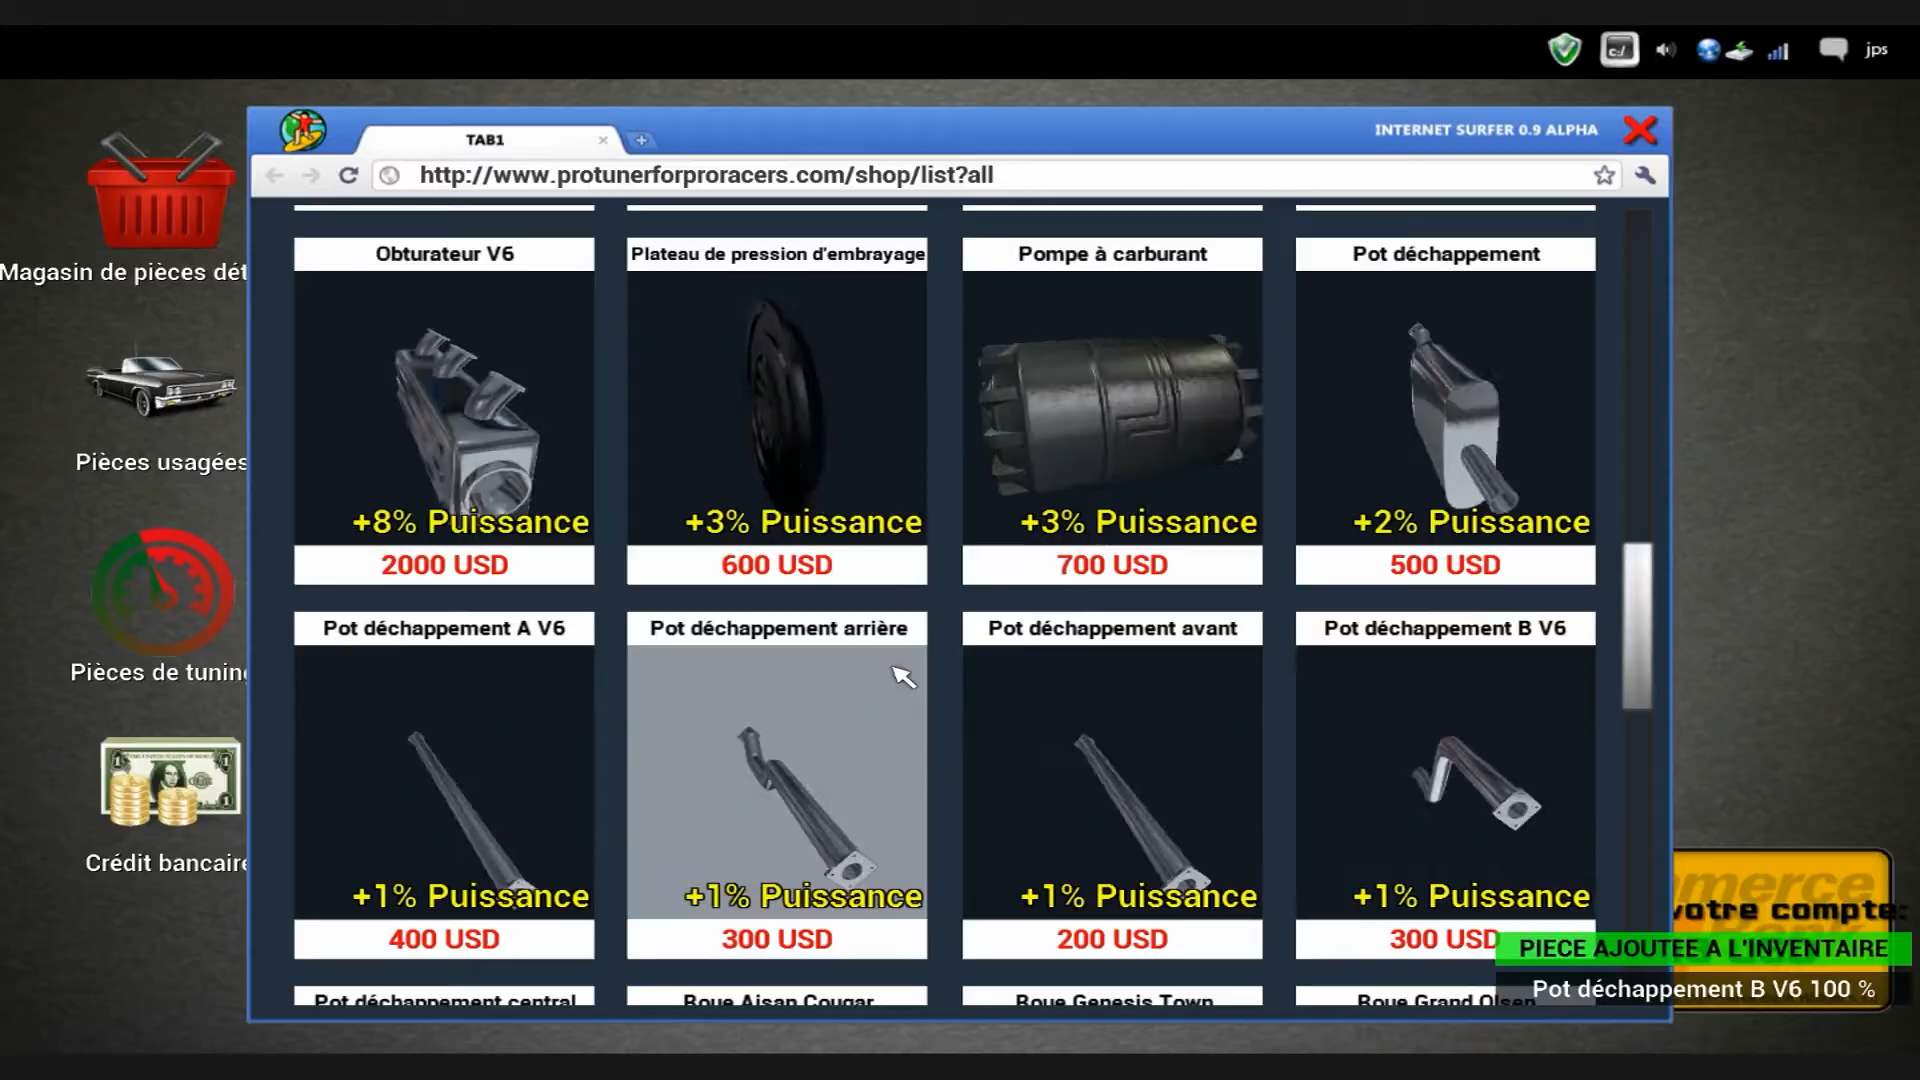 jps
TAB1
INTERNET SURFER 0.9 ALPHA
http://www.protunerforproracers.com/shop/list?all
Magasin de pièces dét
Pièces usagées
Pièces de tuning
Crédit bancaire
Obturateur V6
Plateau de pression d'embrayage
Pompe à carburant
Pot déchappement
+8% Puissance
+3% Puissance
+3% Puissance
+2% Puissance
2000 USD
600 USD
700 USD
500 USD
Pot déchappement A V6
Pot déchappement arrière
Pot déchappement avant
Pot déchappement B V6
+1% Puissance
+1% Puissance
+1% Puissance
+1% Puissance
400 USD
300 USD
200 USD
300 USD
Pot déchappement central
Roue Aisan Cougar
Roue Genesis Town
Roue Grand Olsen
merce
votre compte:
PIECE AJOUTEE A L'INVENTAIRE
Pot déchappement B V6 100 %